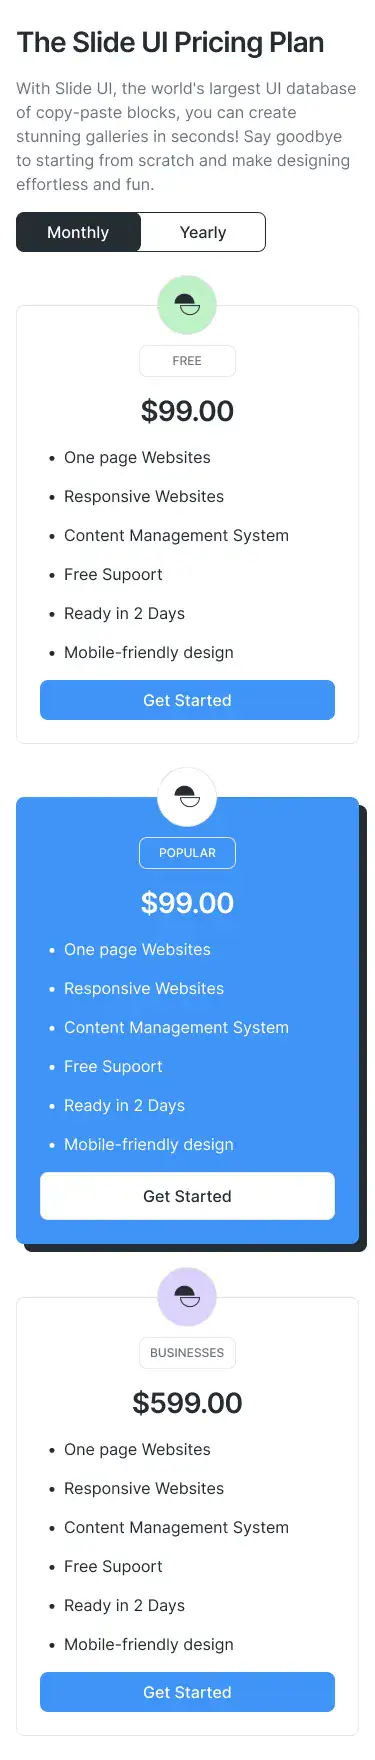 The Slide UI Pricing Plan
With Slide UI, the world's largest UI database
of copy-paste blocks, you can create
stunning galleries in seconds! Say goodbye
to starting from scratch and make designing
effortless and fun.
Monthly Yearly
FREE
$99.00
• One page Websites
• Responsive Websites
• Content Management System
• Free Supoort
• Ready in 2 Days
• Mobile-friendly design
Get Started
POPULAR
$99.00
• One page Websites
• Responsive Websites
• Content Management System
• Free Supoort
• Ready in 2 Days
• Mobile-friendly design
Get Started
BUSINESSES
$599.00
• One page Websites
• Responsive Websites
• Content Management System
• Free Supoort
• Ready in 2 Days
• Mobile-friendly design
Get Started